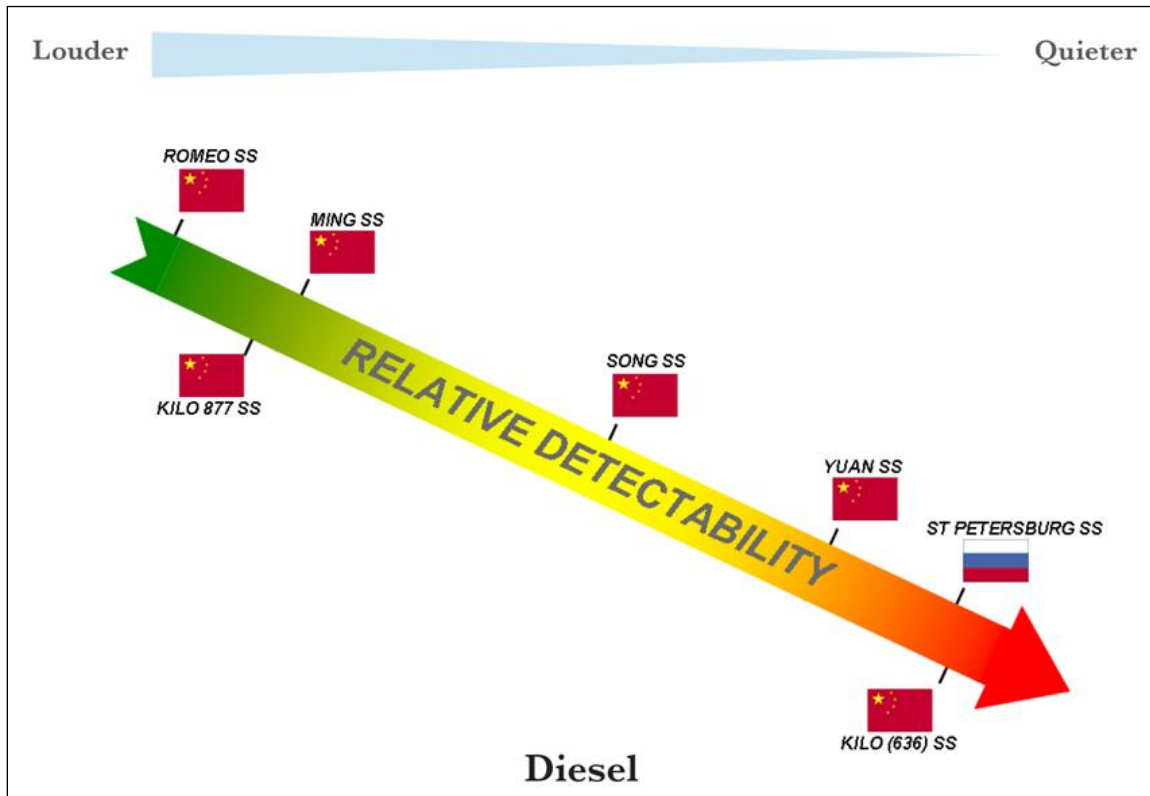 Louder
Quieter
ROMEO SS
MING SS
KILO 877 SS
RELATIVE DETECTABILITY
SONG SS
YUAN SS
ST PETERSBURG SS
KILO (636) SS
Diesel